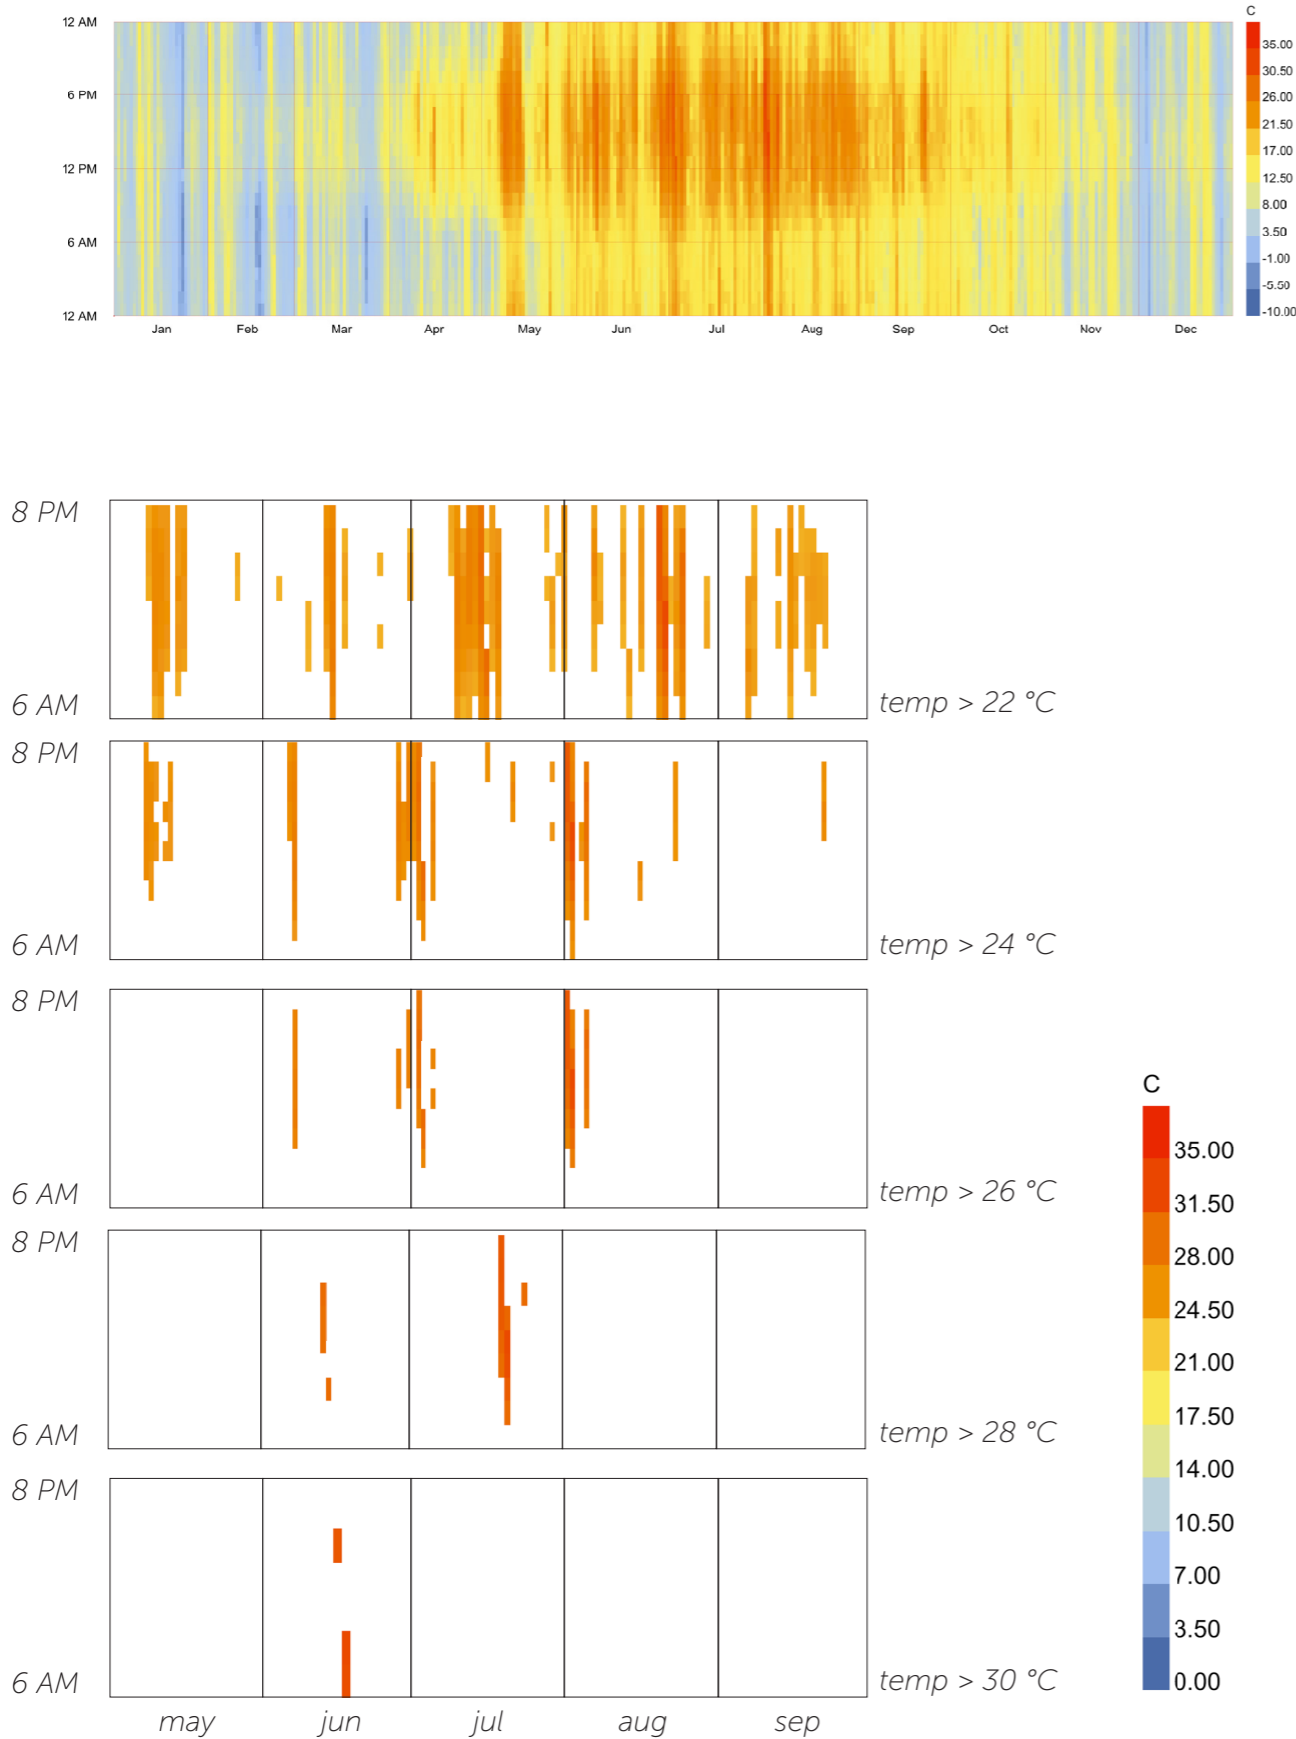 C
12 AM
6 PM
12 PM
6 AM
12 AM
35.00
30.50
26.00
21.50
17.00
12.50
8.00
3.50
-1.00
-5.50
-10.00
Jan Feb Mar Apr May Jun Jul Aug Sep Oct Nov Dec
8 PM
6 AM
temp > 22 °C
8 PM
6 AM
temp > 24 °C
8 PM
6 AM
temp > 26 °C
8 PM
6 AM
temp > 28 °C
8 PM
6 AM
temp > 30 °C
may jun jul aug sep
C
35.00
31.50
28.00
24.50
21.00
17.50
14.00
10.50
7.00
3.50
0.00